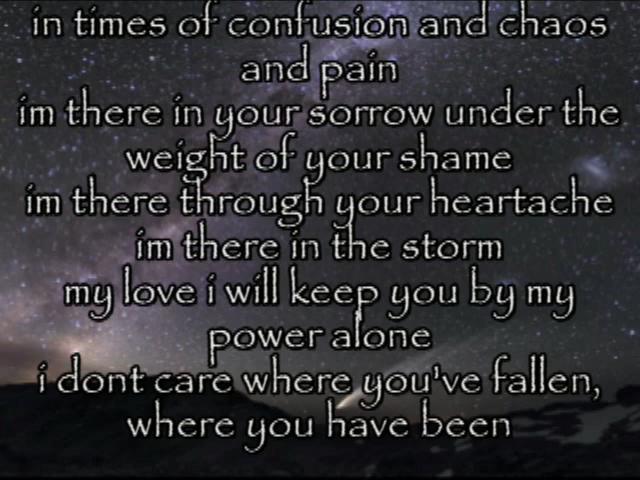 in times of confusion and chaos
and pain
im there in your sorrow under the
weight of your shame
im there through your heartache
im there in the storm
my love i will keep you by my
power alone
i dont care where you've fallen,
where you have been